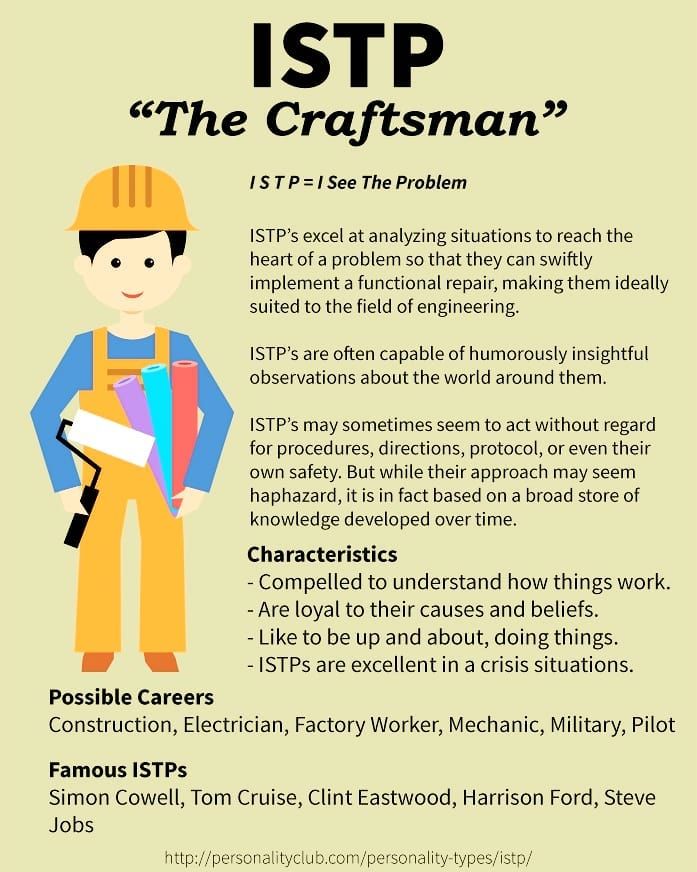 ISTP
“The Craftsman”
I S T P = I See The Problem
ISTP's excel at analyzing situations to reach the
heart of a problem so that they can swiftly
implement a functional repair, making them ideally
suited to the field of engineering.
ISTP's are often capable of humorously insightful
observations about the world around them.
ISTP's may sometimes seem to act without regard
for procedures, directions, protocol, or even their
own safety. But while their approach may seem
haphazard, it is in fact based on a broad store of
knowledge developed over time.
Characteristics
- Compelled to understand how things work.
- Are loyal to their causes and beliefs.
- Like to be up and about, doing things.
- ISTPs are excellent in a crisis situations.
Possible Careers
Construction, Electrician, Factory Worker, Mechanic, Military, Pilot
Famous ISTPs
Simon Cowell, Tom Cruise, Clint Eastwood, Harrison Ford, Steve
Jobs
http://personalityclub.com/personality-types/istp/